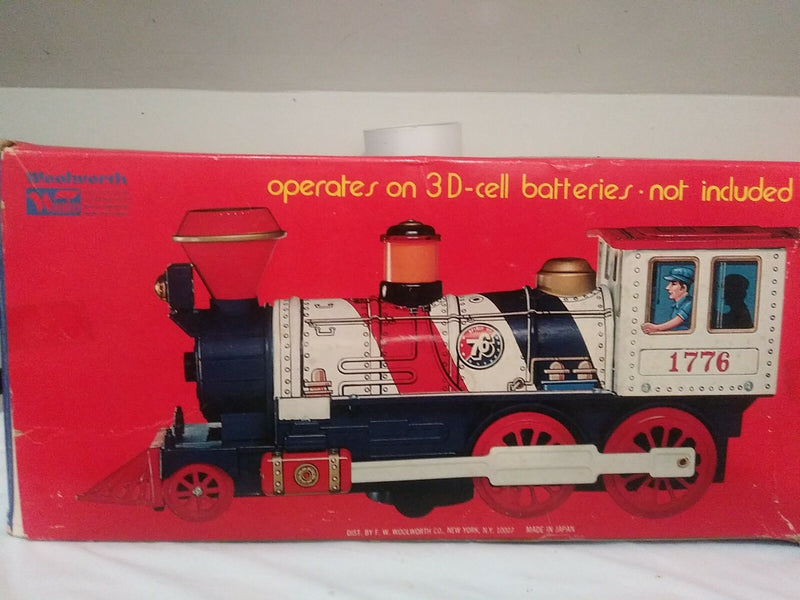 Woolworth
operates on 3 D-cell batteries · not included
76
1776
DIST. BY F. W. WOOLWORTH CO., NEW YORK, N.Y. 10007 MADE IN JAPAN